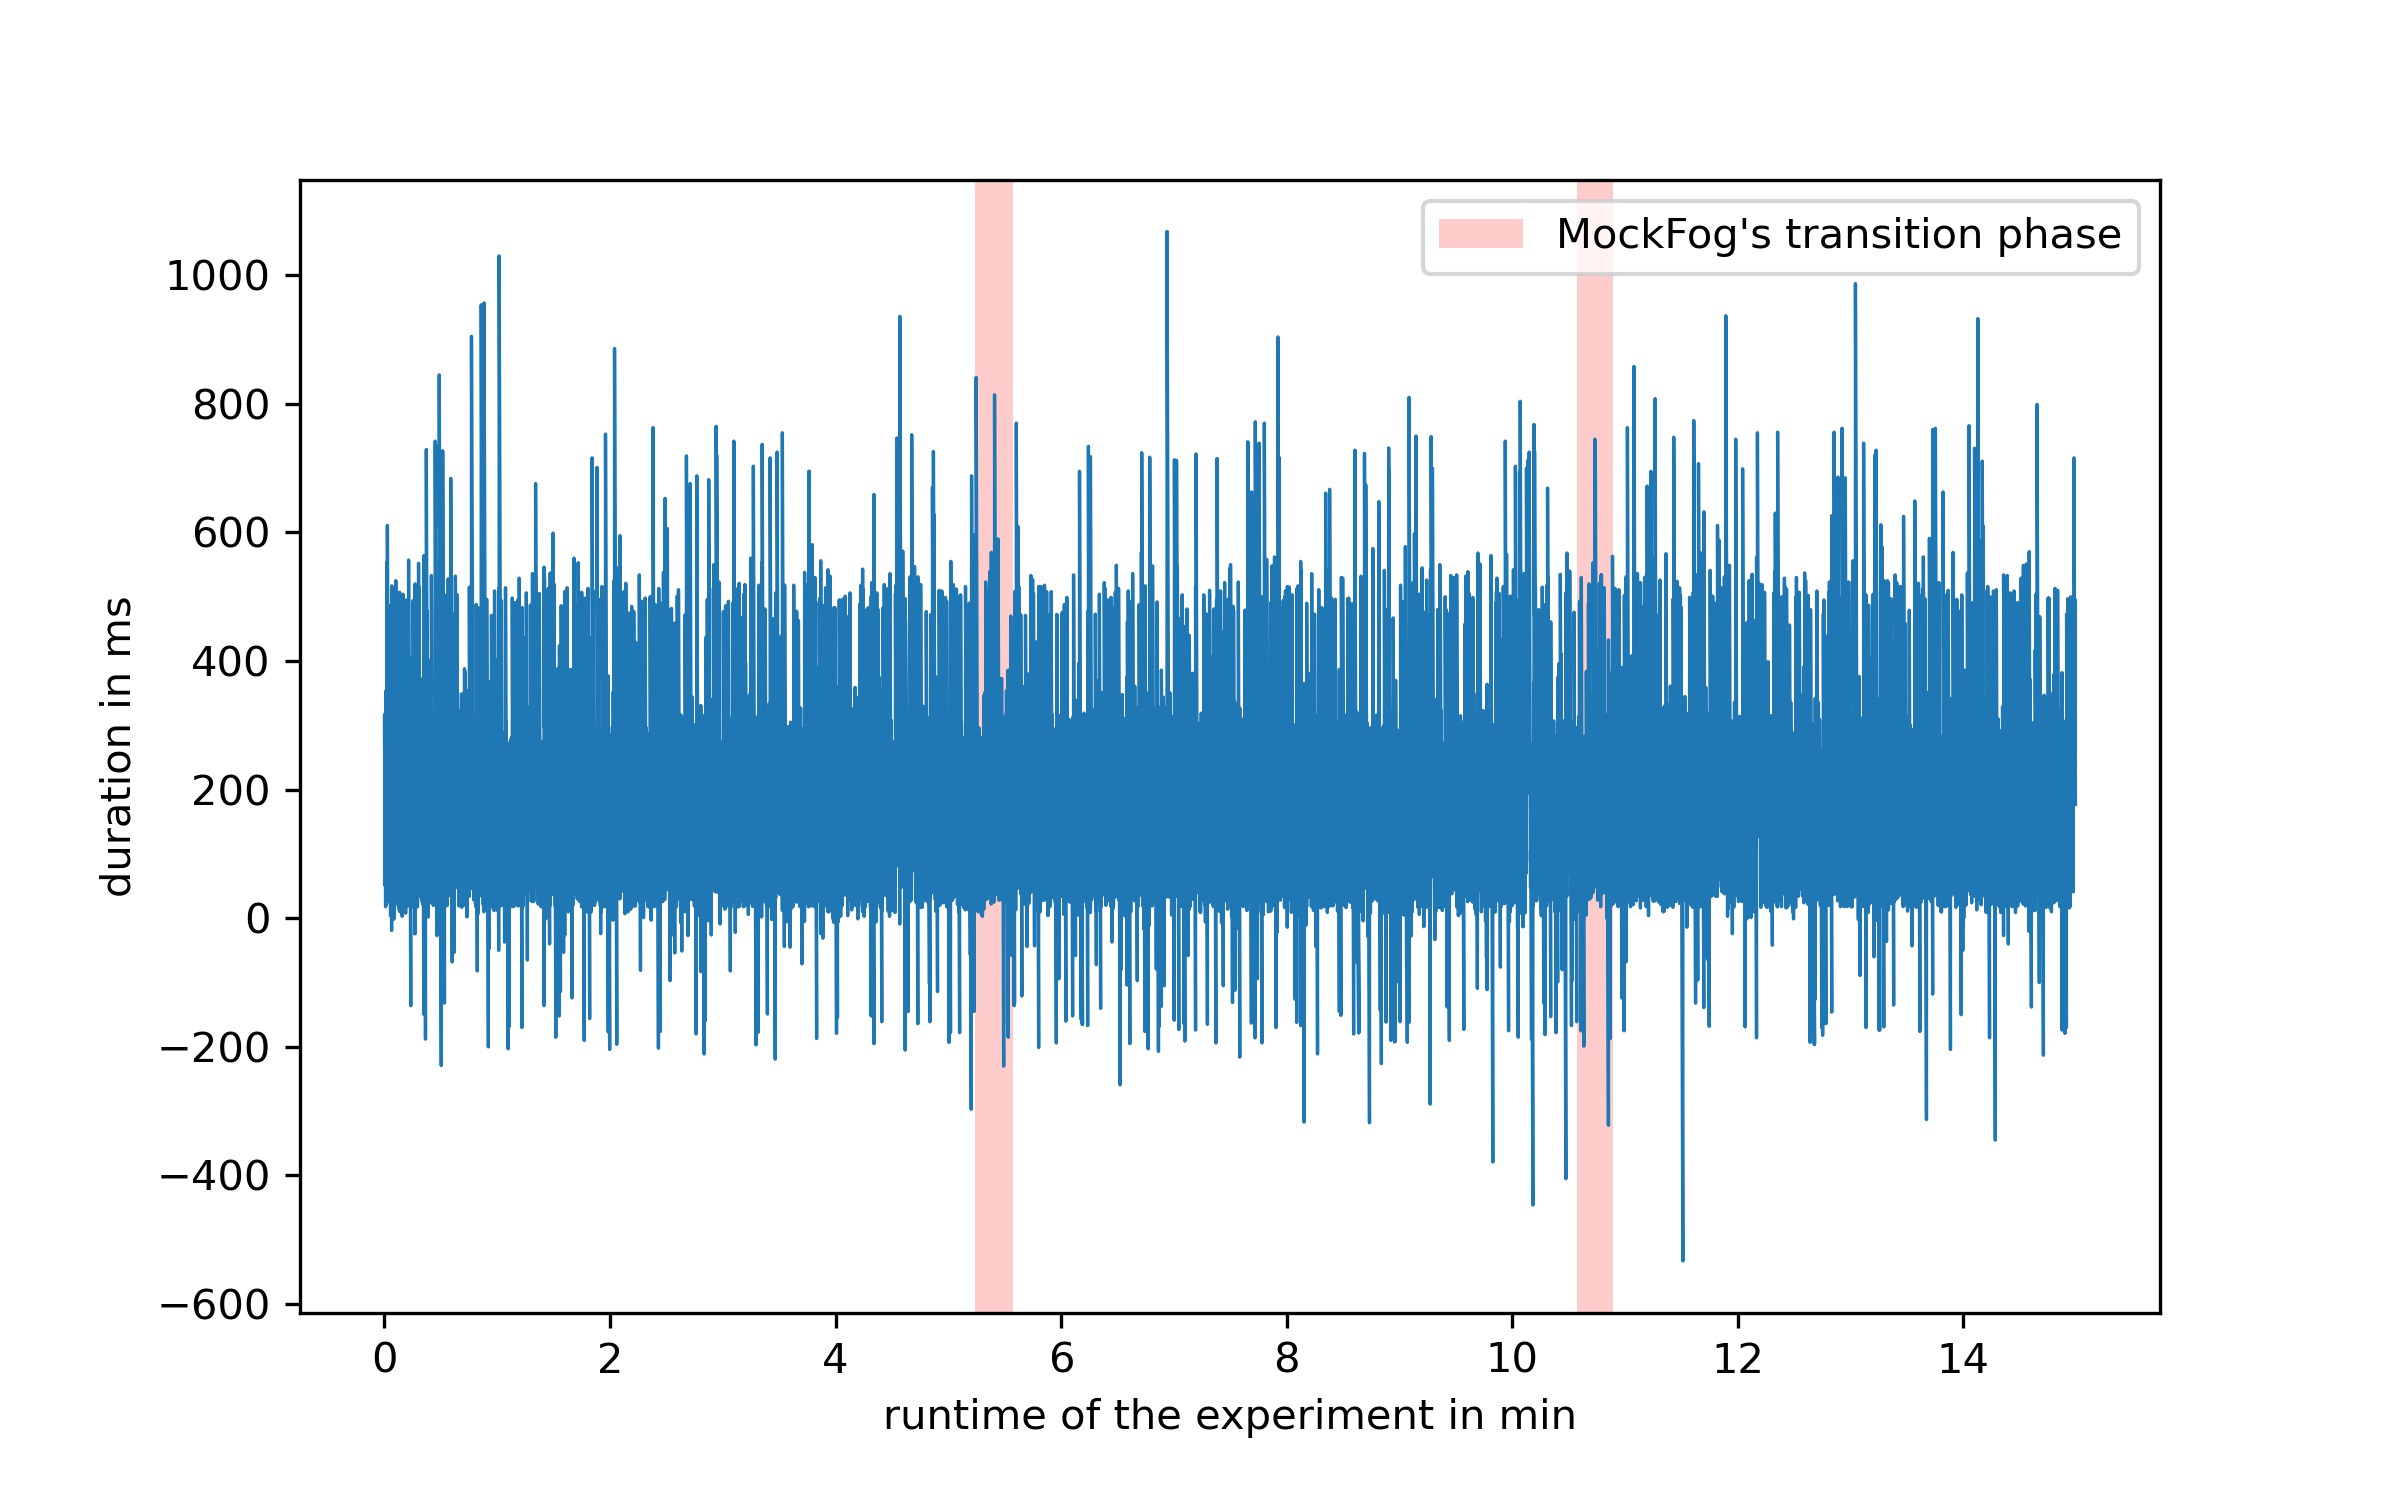 MockFog's transition phase
1000
800
600
400
200
0
−200
−400
−600
duration in ms
0 2 4 6 8 10 12 14
runtime of the experiment in min